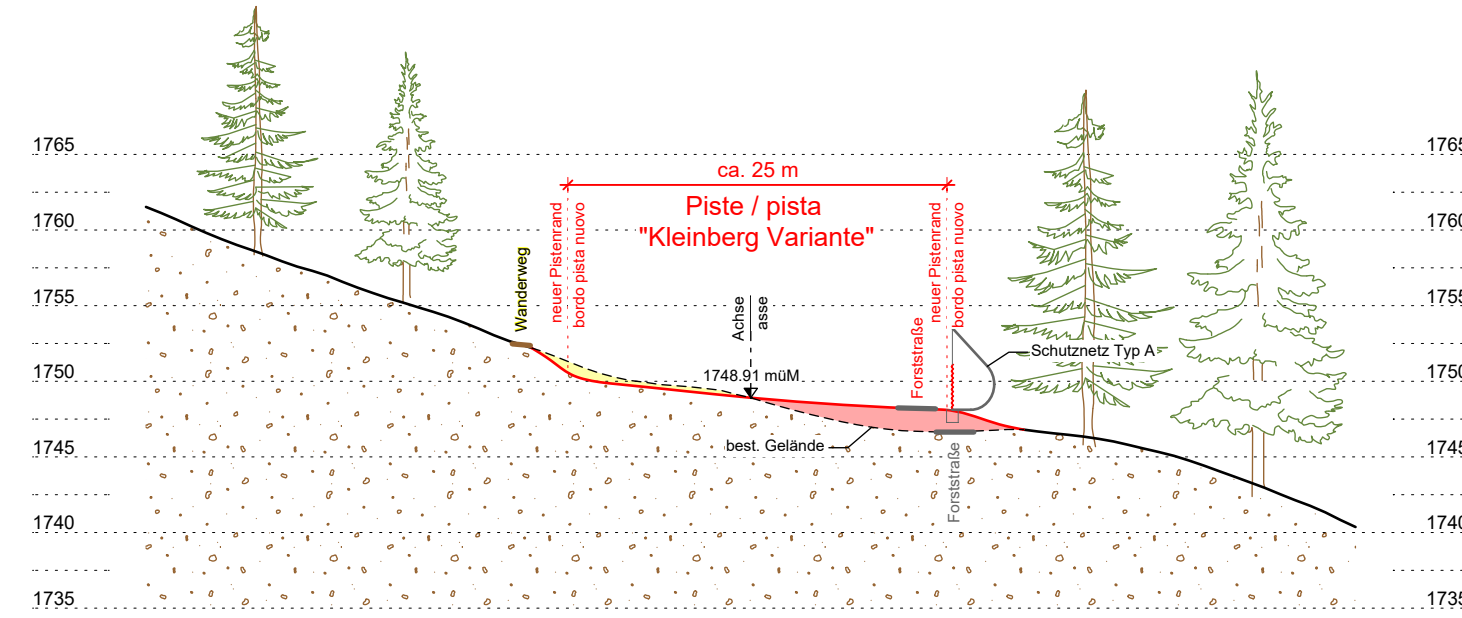 1765
1765
ca. 25 m
Piste / pista
"Kleinberg Variante"
1760
1760
Wanderweg
neuer Pistenrand
bordo pista nuovo
Achse
asse
Forststraße
neuer Pistenrand
bordo pista nuovo
1755
1755
Schutznetz Typ A
1750
1750
1748.91 müM
best. Gelände
1745
1745
Forststraße
1740
1740
1735
1735